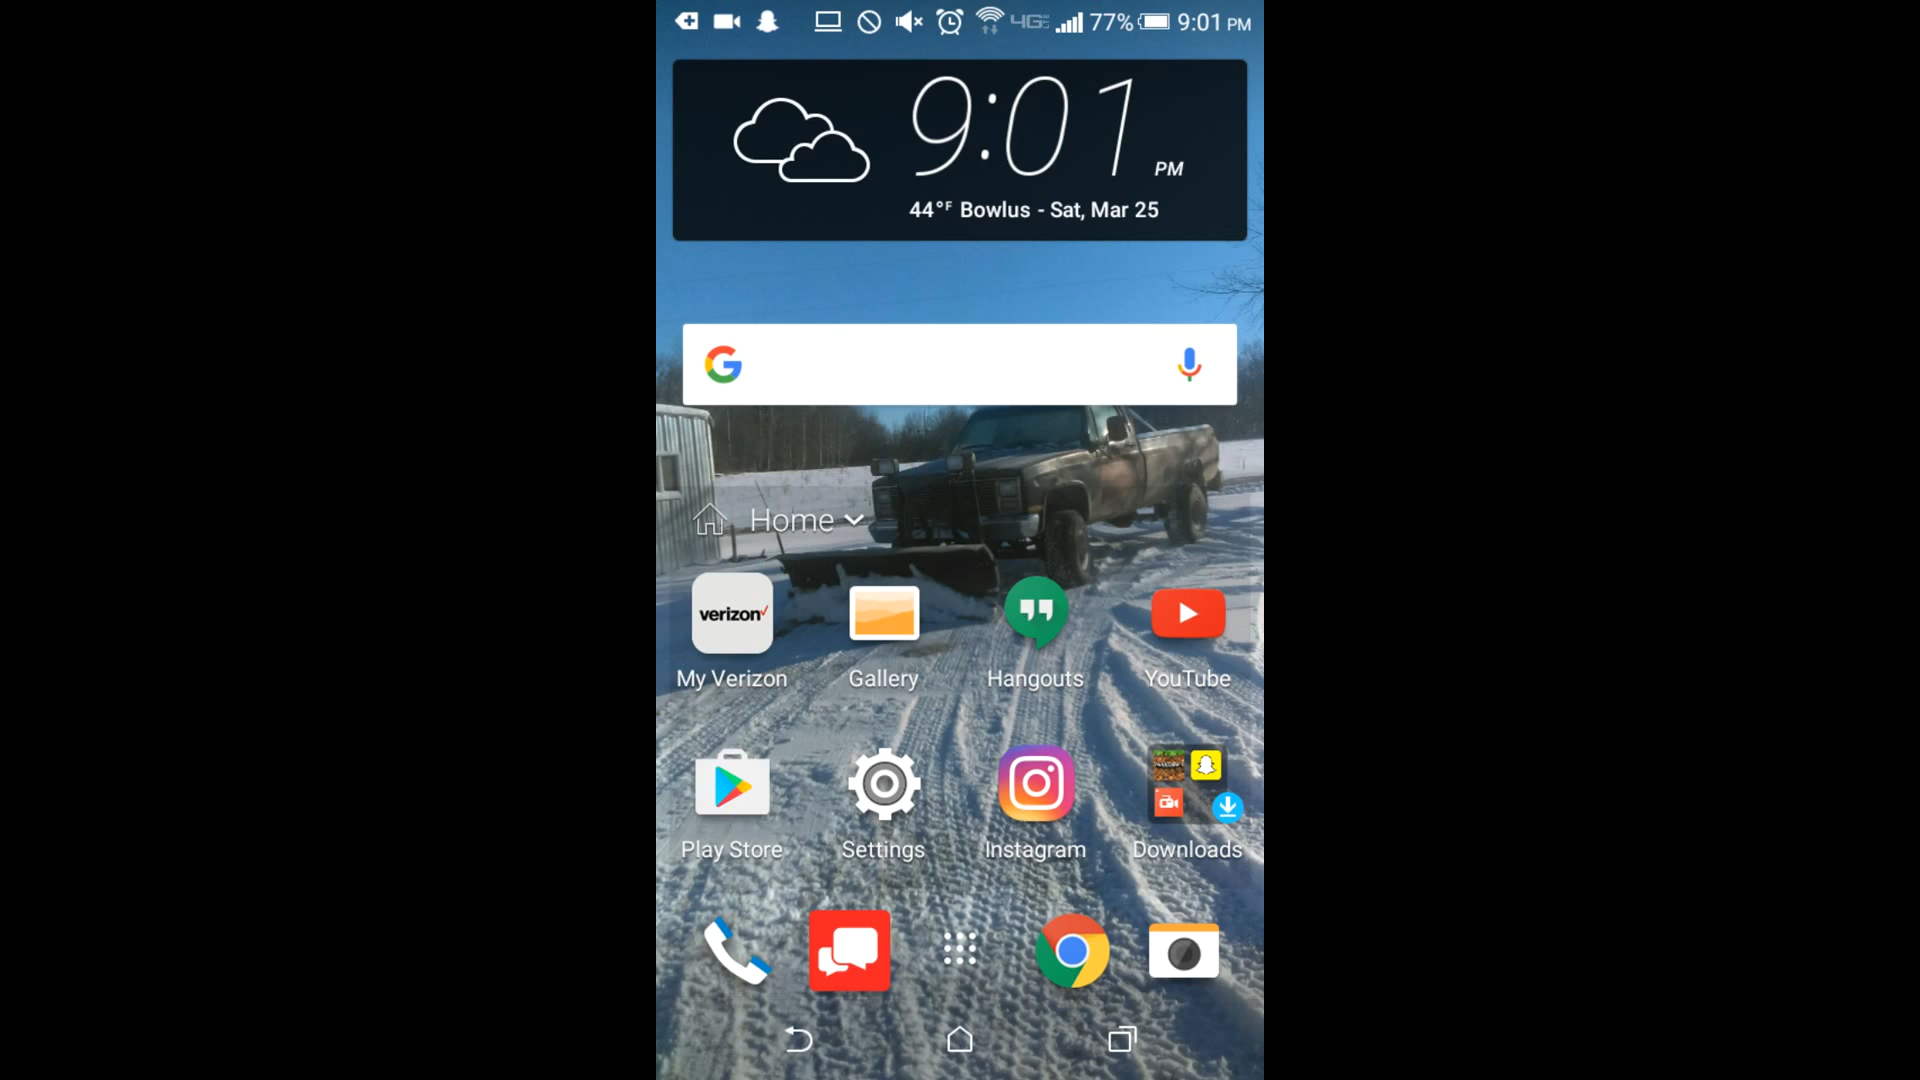 4G 77% 9:01 PM
9:01 PM
44°F Bowlus - Sat, Mar 25
Home
verizon
My Verizon
Gallery
Hangouts
YouTube
Play Store
Settings
Instagram
Downloads